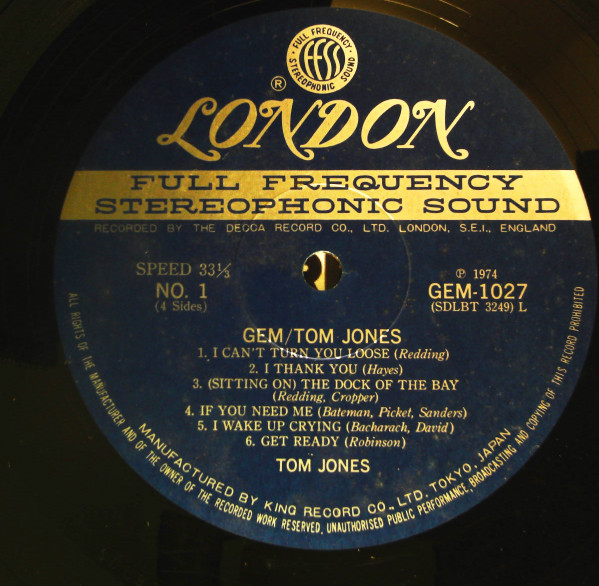 FULL FREQUENCY
ffss
STEREOPHONIC SOUND
®
LONDON
FULL FREQUENCY
STEREOPHONIC SOUND
RECORDED BY THE DECCA RECORD CO., LTD. LONDON, S.E.I., ENGLAND
SPEED 33⅓
NO. 1
(4 Sides)
℗ 1974
GEM-1027
(SDLBT 3249) L
GEM/TOM JONES
1. I CAN'T TURN YOU LOOSE (Redding)
2. I THANK YOU (Hayes)
3. (SITTING ON) THE DOCK OF THE BAY
(Redding, Cropper)
4. IF YOU NEED ME (Bateman, Picket, Sanders)
5. I WAKE UP CRYING (Bacharach, David)
6. GET READY (Robinson)
TOM JONES
MANUFACTURED BY KING RECORD CO., LTD. TOKYO, JAPAN
ALL RIGHTS OF THE MANUFACTURER AND OF THE OWNER OF THE RECORDED WORK RESERVED, UNAUTHORISED PUBLIC PERFORMANCE, BROADCASTING AND COPYING OF THIS RECORD PROHIBITED